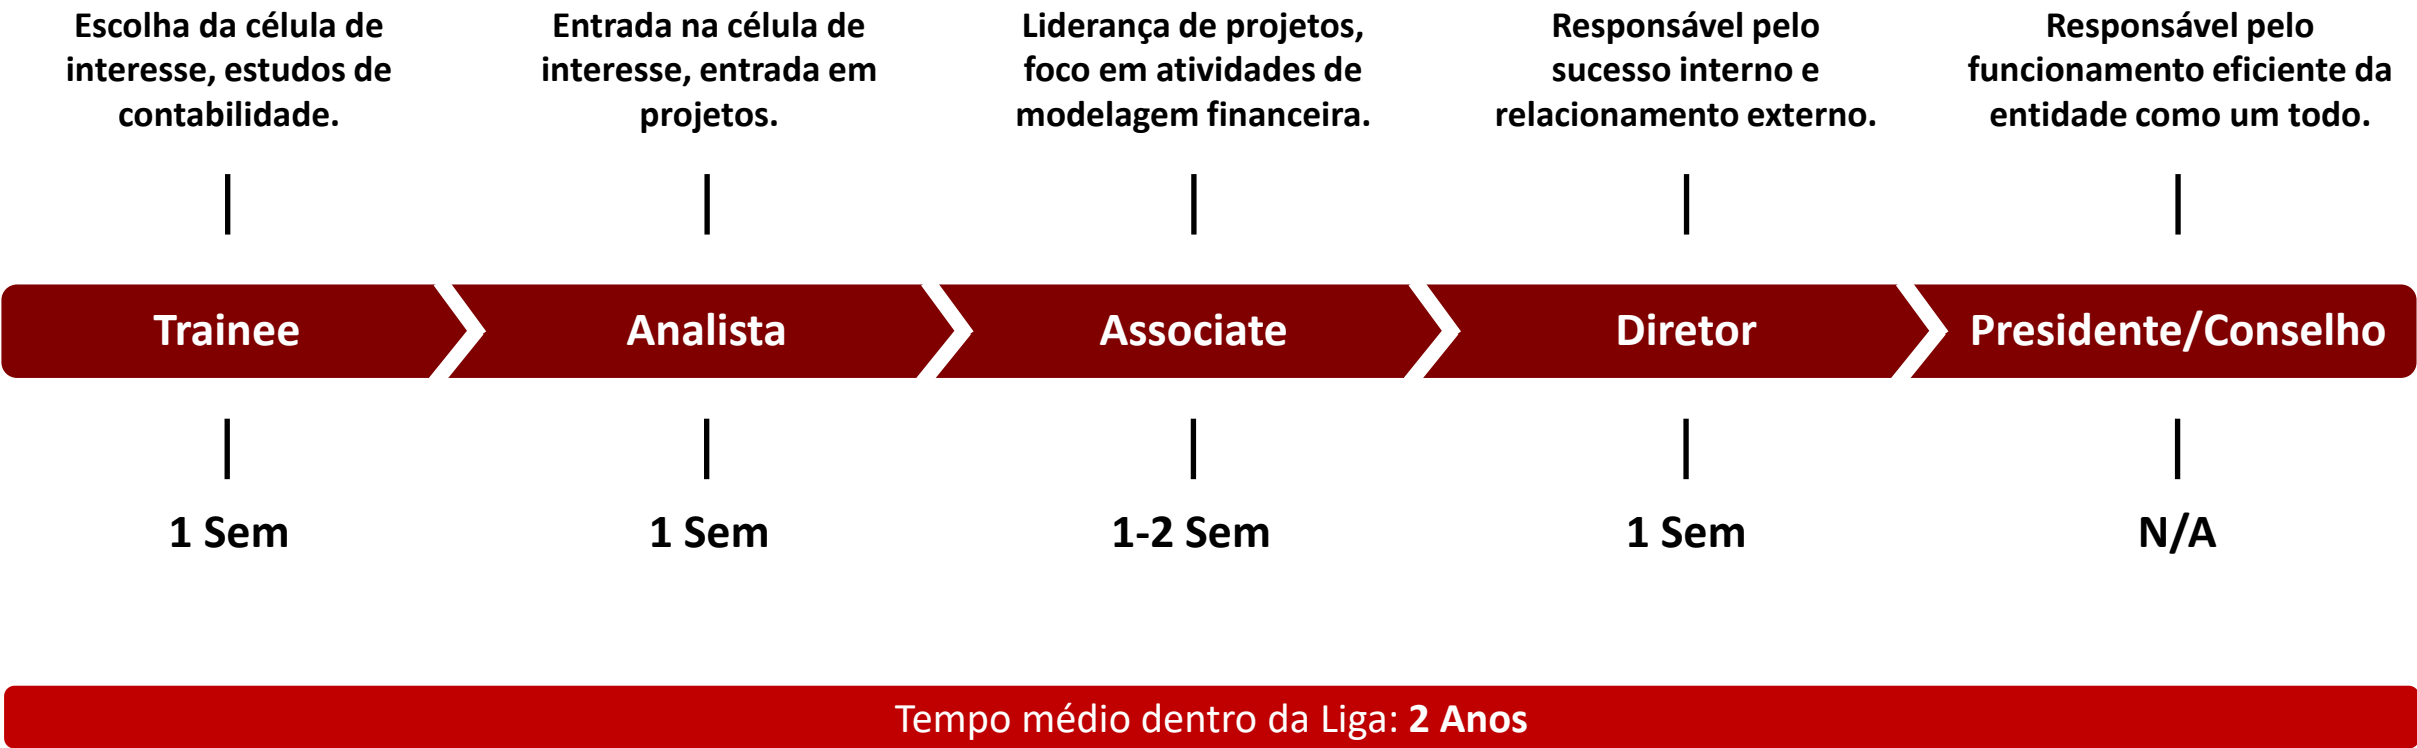 Escolha da célula de
interesse, estudos de
contabilidade.
Entrada na célula de
interesse, entrada em
projetos.
Liderança de projetos,
foco em atividades de
modelagem financeira.
Responsável pelo
sucesso interno e
relacionamento externo.
Responsável pelo
funcionamento eficiente da
entidade como um todo.
Trainee
Analista
Associate
Diretor
Presidente/Conselho
1 Sem
1 Sem
1-2 Sem
1 Sem
N/A
Tempo médio dentro da Liga: 2 Anos